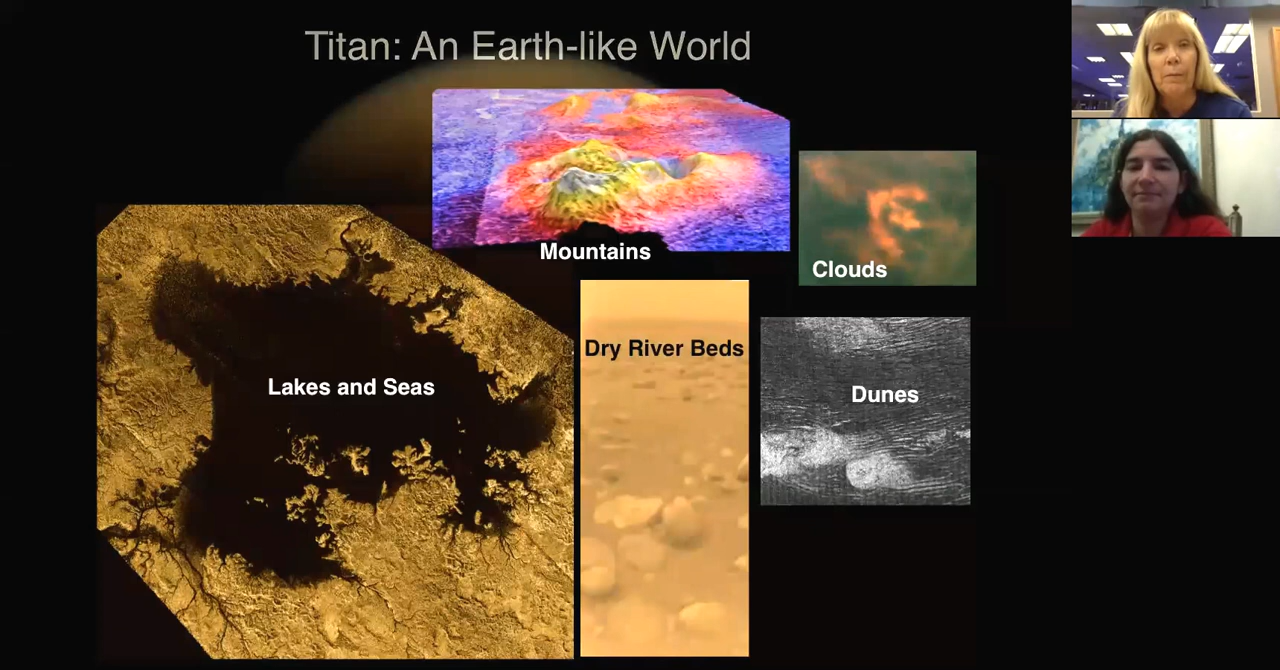 Titan: An Earth-like World
Mountains
Clouds
Dry River Beds
Lakes and Seas
Dunes